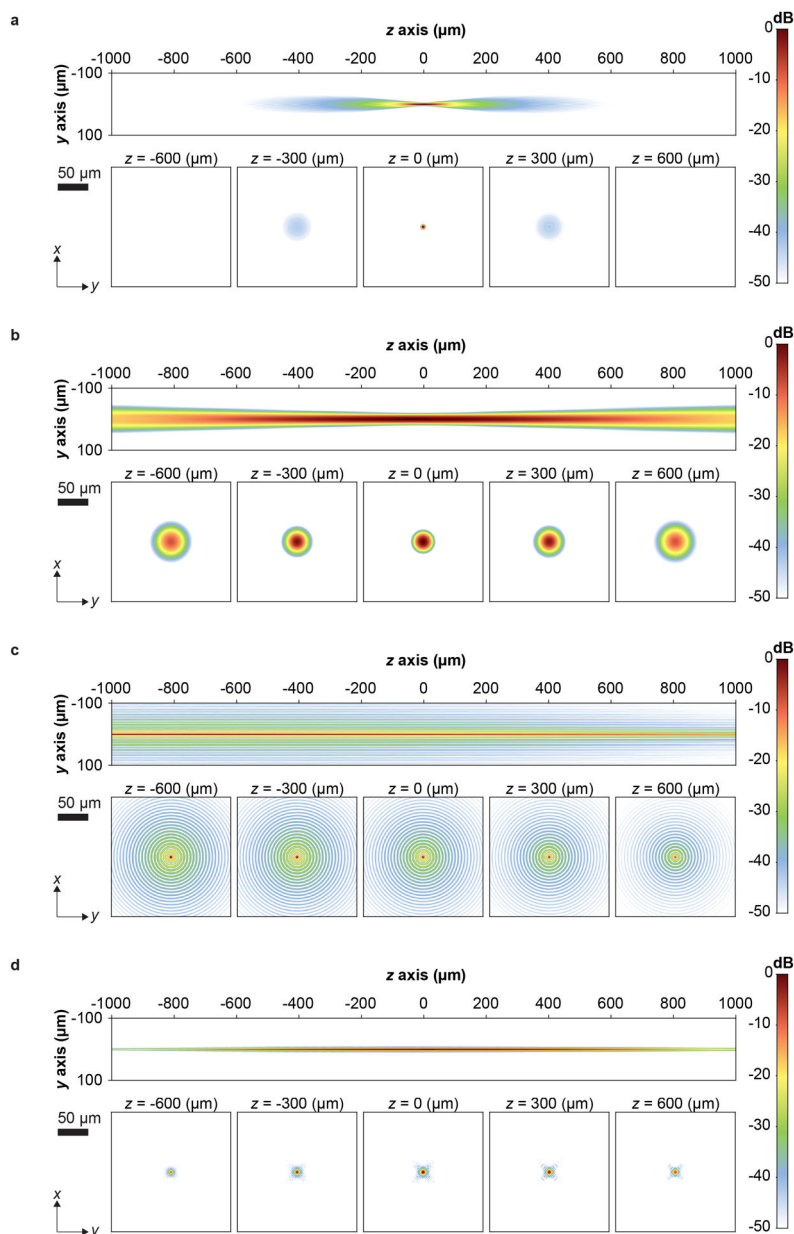 a
dB
z axis (µm)
-1000 -800 -600 -400 -200 0 200 400 600 800 1000
y axis (µm)
-100
100
z = -600 (µm) z = -300 (µm) z = 0 (µm) z = 300 (µm) z = 600 (µm)
50 µm
x
y
0
-10
-20
-30
-40
-50
b
dB
z axis (µm)
-1000 -800 -600 -400 -200 0 200 400 600 800 1000
y axis (µm)
-100
100
z = -600 (µm) z = -300 (µm) z = 0 (µm) z = 300 (µm) z = 600 (µm)
50 µm
x
y
0
-10
-20
-30
-40
-50
c
dB
z axis (µm)
-1000 -800 -600 -400 -200 0 200 400 600 800 1000
y axis (µm)
-100
100
z = -600 (µm) z = -300 (µm) z = 0 (µm) z = 300 (µm) z = 600 (µm)
50 µm
x
y
0
-10
-20
-30
-40
-50
d
dB
z axis (µm)
-1000 -800 -600 -400 -200 0 200 400 600 800 1000
y axis (µm)
-100
100
z = -600 (µm) z = -300 (µm) z = 0 (µm) z = 300 (µm) z = 600 (µm)
50 µm
x
y
0
-10
-20
-30
-40
-50